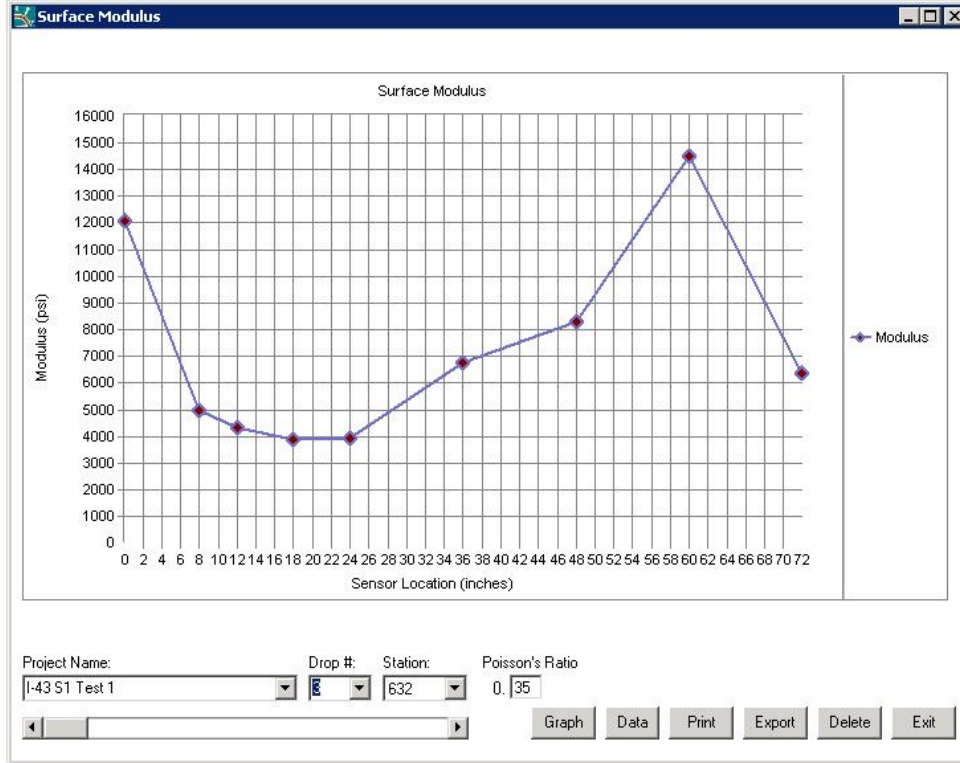 Surface Modulus
Surface Modulus
16000
15000
14000
13000
12000
11000
10000
9000
8000
7000
6000
5000
4000
3000
2000
1000
0
Modulus (psi)
0 2 4 6 8 10 12 14 16 18 20 22 24 26 28 30 32 34 36 38 40 42 44 46 48 50 52 54 56 58 60 62 64 66 68 70 72
Sensor Location (inches)
Modulus
Project Name: Drop #: Station: Poisson's Ratio
I-43 S1 Test 1 3 632 0. 35
Graph Data Print Export Delete Exit